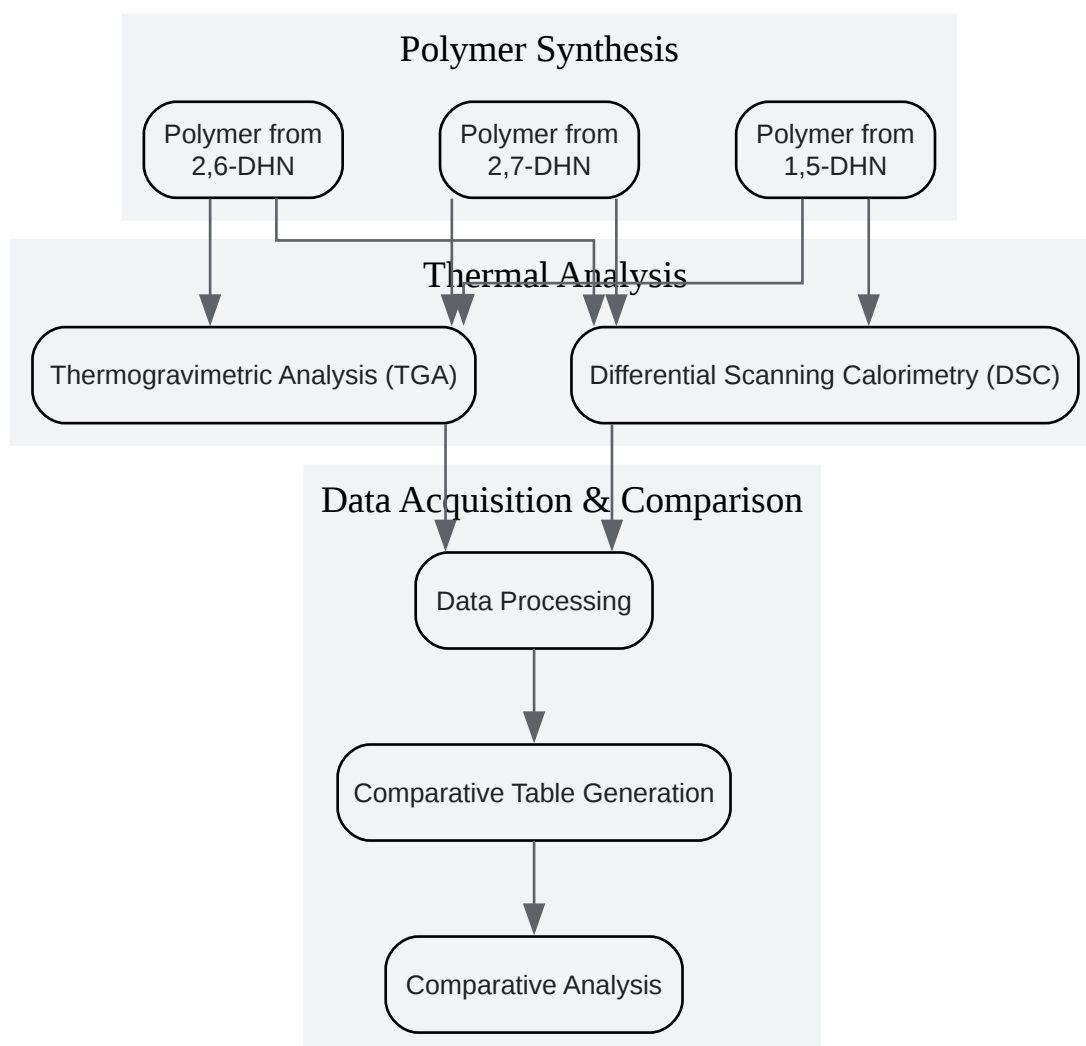 Polymer Synthesis
Polymer from
2,6-DHN
Polymer from
2,7-DHN
Polymer from
1,5-DHN
Thermal Analysis
Thermogravimetric Analysis (TGA)
Differential Scanning Calorimetry (DSC)
Data Acquisition & Comparison
Data Processing
Comparative Table Generation
Comparative Analysis